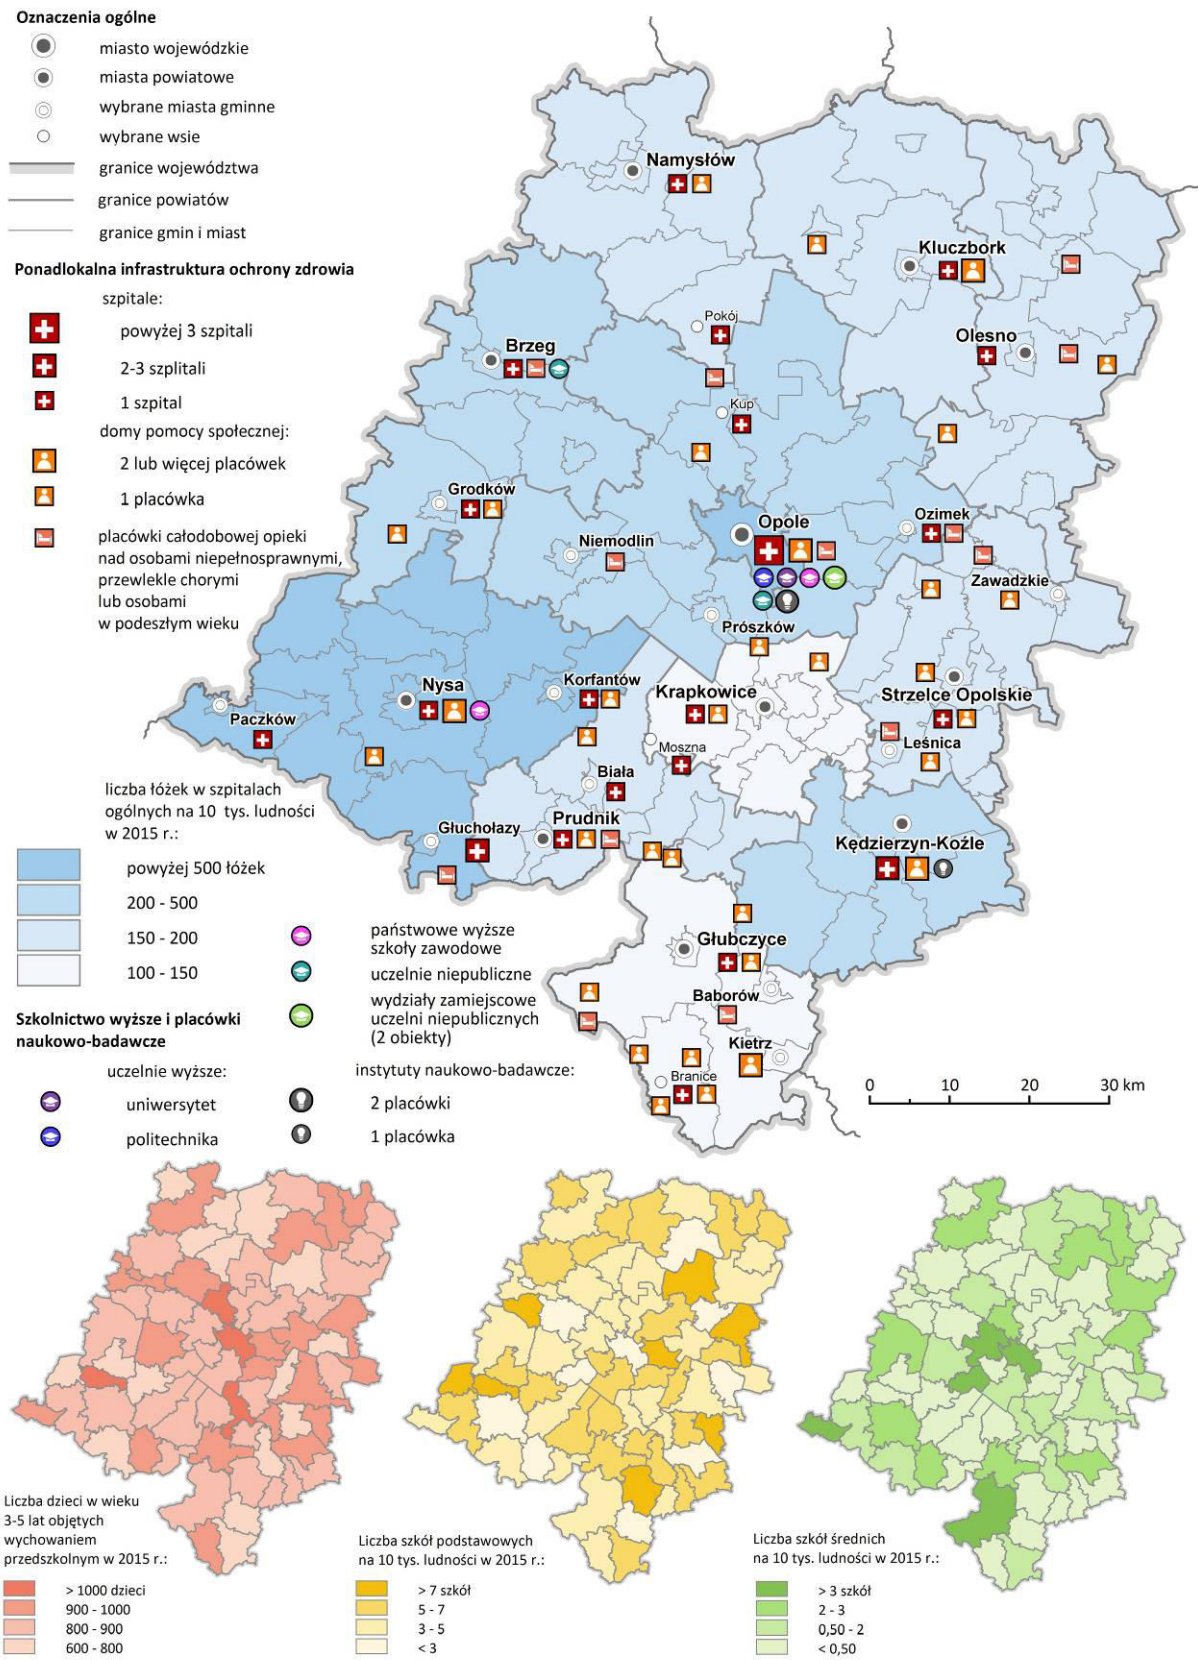 Oznaczenia ogólne
miasto wojewódzkie
miasta powiatowe
wybrane miasta gminne
wybrane wsie
granice województwa
granice powiatów
granice gmin i miast
Ponadlokalna infrastruktura ochrony zdrowia
szpitale:
powyżej 3 szpitali
2-3 szplitali
1 szpital
domy pomocy społecznej:
2 lub więcej placówek
1 placówka
placówki całodobowej opieki
nad osobami niepełnosprawnymi,
przewlekle chorymi
lub osobami
w podeszłym wieku
Namysłów
Kluczbork
Pokój
Olesno
Brzeg
Kup
Grodków
Opole
Ozimek
Niemodlin
Zawadzkie
Prószków
Nysa
Korfantów
Krapkowice
Strzelce Opolskie
Paczków
Moszna
Leśnica
Biała
Prudnik
Głuchołazy
Kędzierzyn-Koźle
Głubczyce
Baborów
Kietrz
Branice
liczba łóżek w szpitalach
ogólnych na 10 tys. ludności
w 2015 r.:
powyżej 500 łóżek
200 - 500
150 - 200
100 - 150
Szkolnictwo wyższe i placówki
naukowo-badawcze
uczelnie wyższe:
uniwersytet
politechnika
państwowe wyższe
szkoły zawodowe
uczelnie niepubliczne
wydziały zamiejscowe
uczelni niepublicznych
(2 obiekty)
instytuty naukowo-badawcze:
2 placówki
1 placówka
0 10 20 30 km
Liczba dzieci w wieku
3-5 lat objętych
wychowaniem
przedszkolnym w 2015 r.:
> 1000 dzieci
900 - 1000
800 - 900
600 - 800
Liczba szkół podstawowych
na 10 tys. ludności w 2015 r.:
> 7 szkół
5 - 7
3 - 5
< 3
Liczba szkół średnich
na 10 tys. ludności w 2015 r.:
> 3 szkół
2 - 3
0,50 - 2
< 0,50